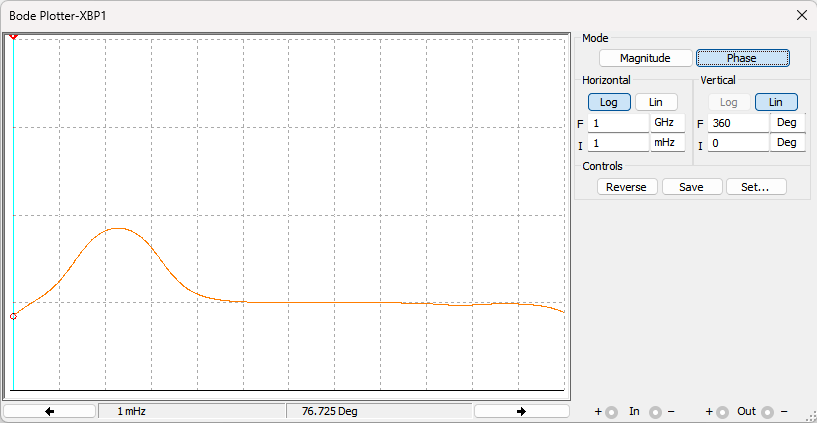 Bode Plotter-XBP1
Mode
Magnitude Phase
Horizontal Vertical
Log Lin Log Lin
F 1 GHz F 360 Deg
I 1 mHz I 0 Deg
Controls
Reverse Save Set...
1 mHz 76.725 Deg
+ In − + Out −